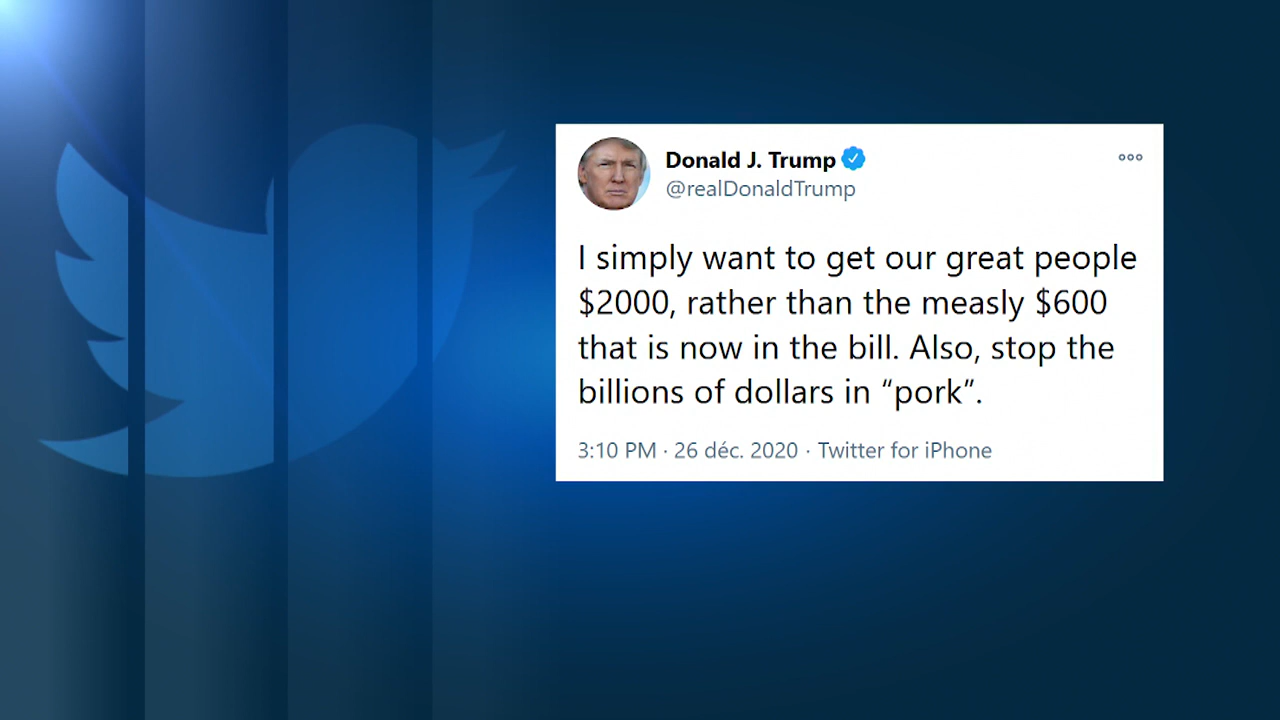 Donald J. Trump
@realDonaldTrump
I simply want to get our great people
$2000, rather than the measly $600
that is now in the bill. Also, stop the
billions of dollars in “pork”.
3:10 PM · 26 déc. 2020 · Twitter for iPhone